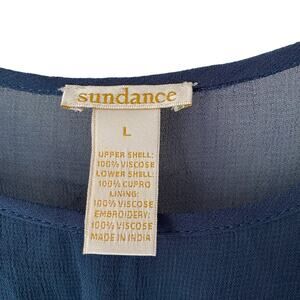 sundance
L
UPPER SHELL:
100% VISCOSE
LOWER SHELL:
100% CUPRO
LINING:
100% VISCOSE
EMBROIDERY:
100% VISCOSE
MADE IN INDIA